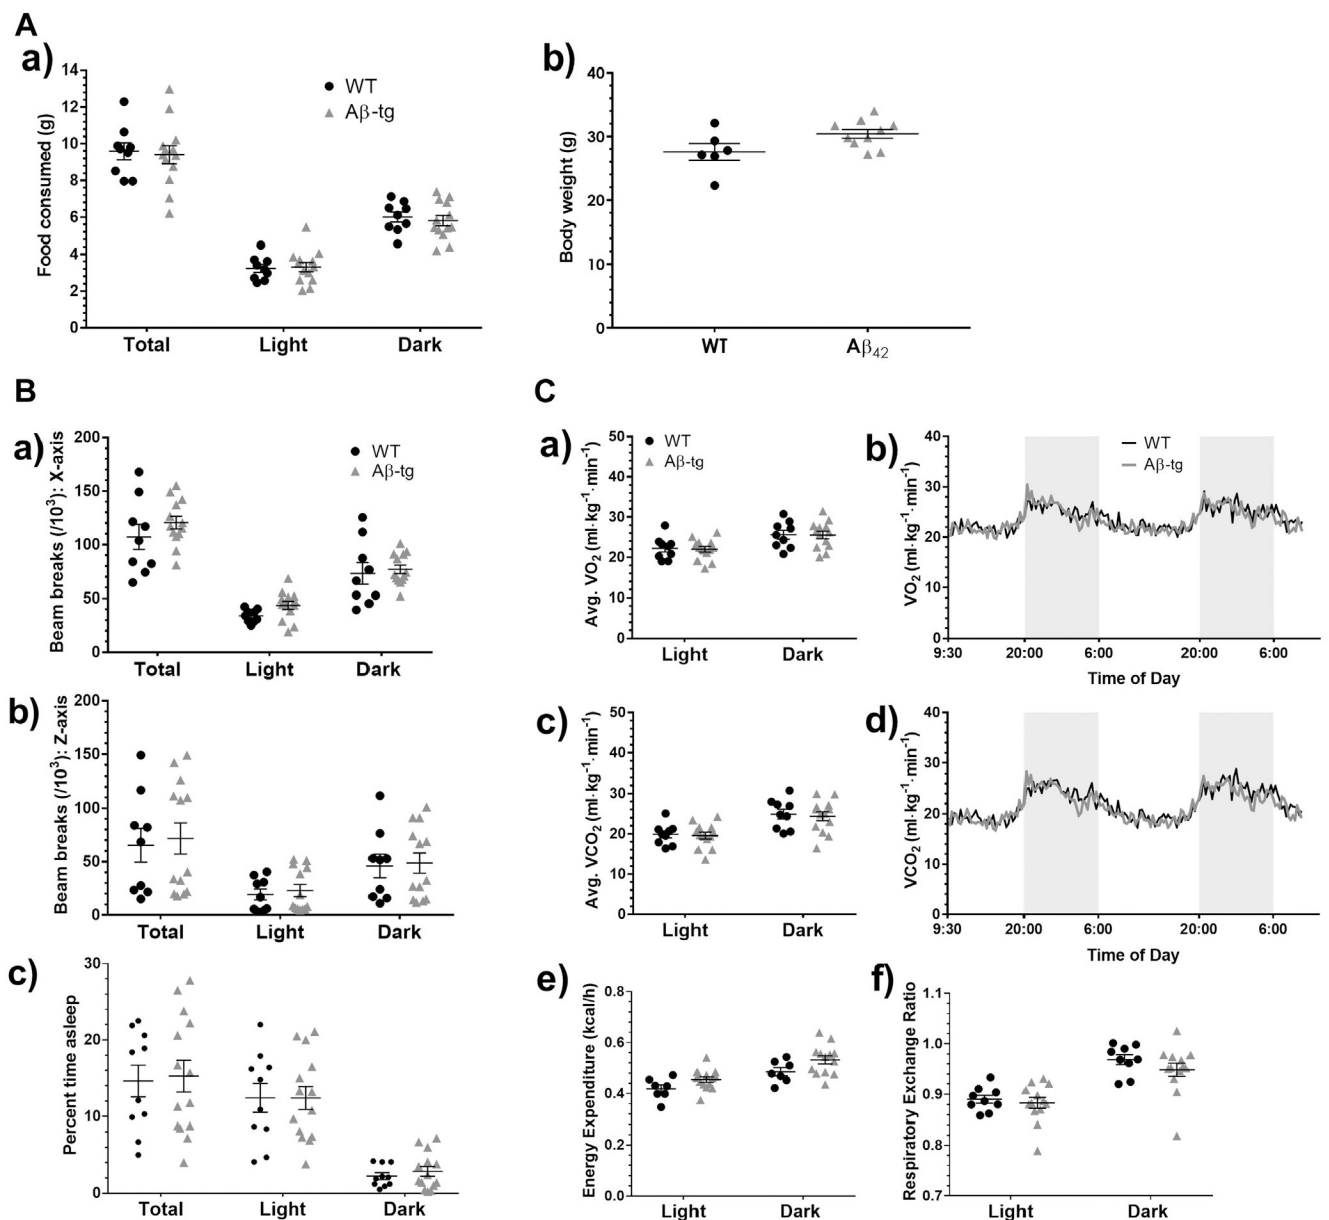 A
a)
14
12
10
8
6
4
2
0
Food consumed (g)
WT
Aβ-tg
Total Light Dark
b)
40
30
20
10
0
Body weight (g)
WT Aβ42
B
a)
200
150
100
50
0
Beam breaks (/10³): X-axis
WT
Aβ-tg
Total Light Dark
b)
200
150
100
50
0
Beam breaks (/10³): Z-axis
Total Light Dark
c)
30
20
10
0
Percent time asleep
Total Light Dark
C
a)
50
40
30
20
10
0
Avg. VO₂ (ml·kg⁻¹·min⁻¹)
WT
Aβ-tg
Light Dark
b)
40
30
20
10
0
VO₂ (ml·kg⁻¹·min⁻¹)
WT
Aβ-tg
9:30 20:00 6:00 20:00 6:00
Time of Day
c)
50
40
30
20
10
0
Avg. VCO₂ (ml·kg⁻¹·min⁻¹)
Light Dark
d)
40
30
20
10
0
VCO₂ (ml·kg⁻¹·min⁻¹)
9:30 20:00 6:00 20:00 6:00
Time of Day
e)
0.8
0.6
0.4
0.2
0.0
Energy Expenditure (kcal/h)
Light Dark
f)
1.1
1.0
0.9
0.8
0.7
Respiratory Exchange Ratio
Light Dark